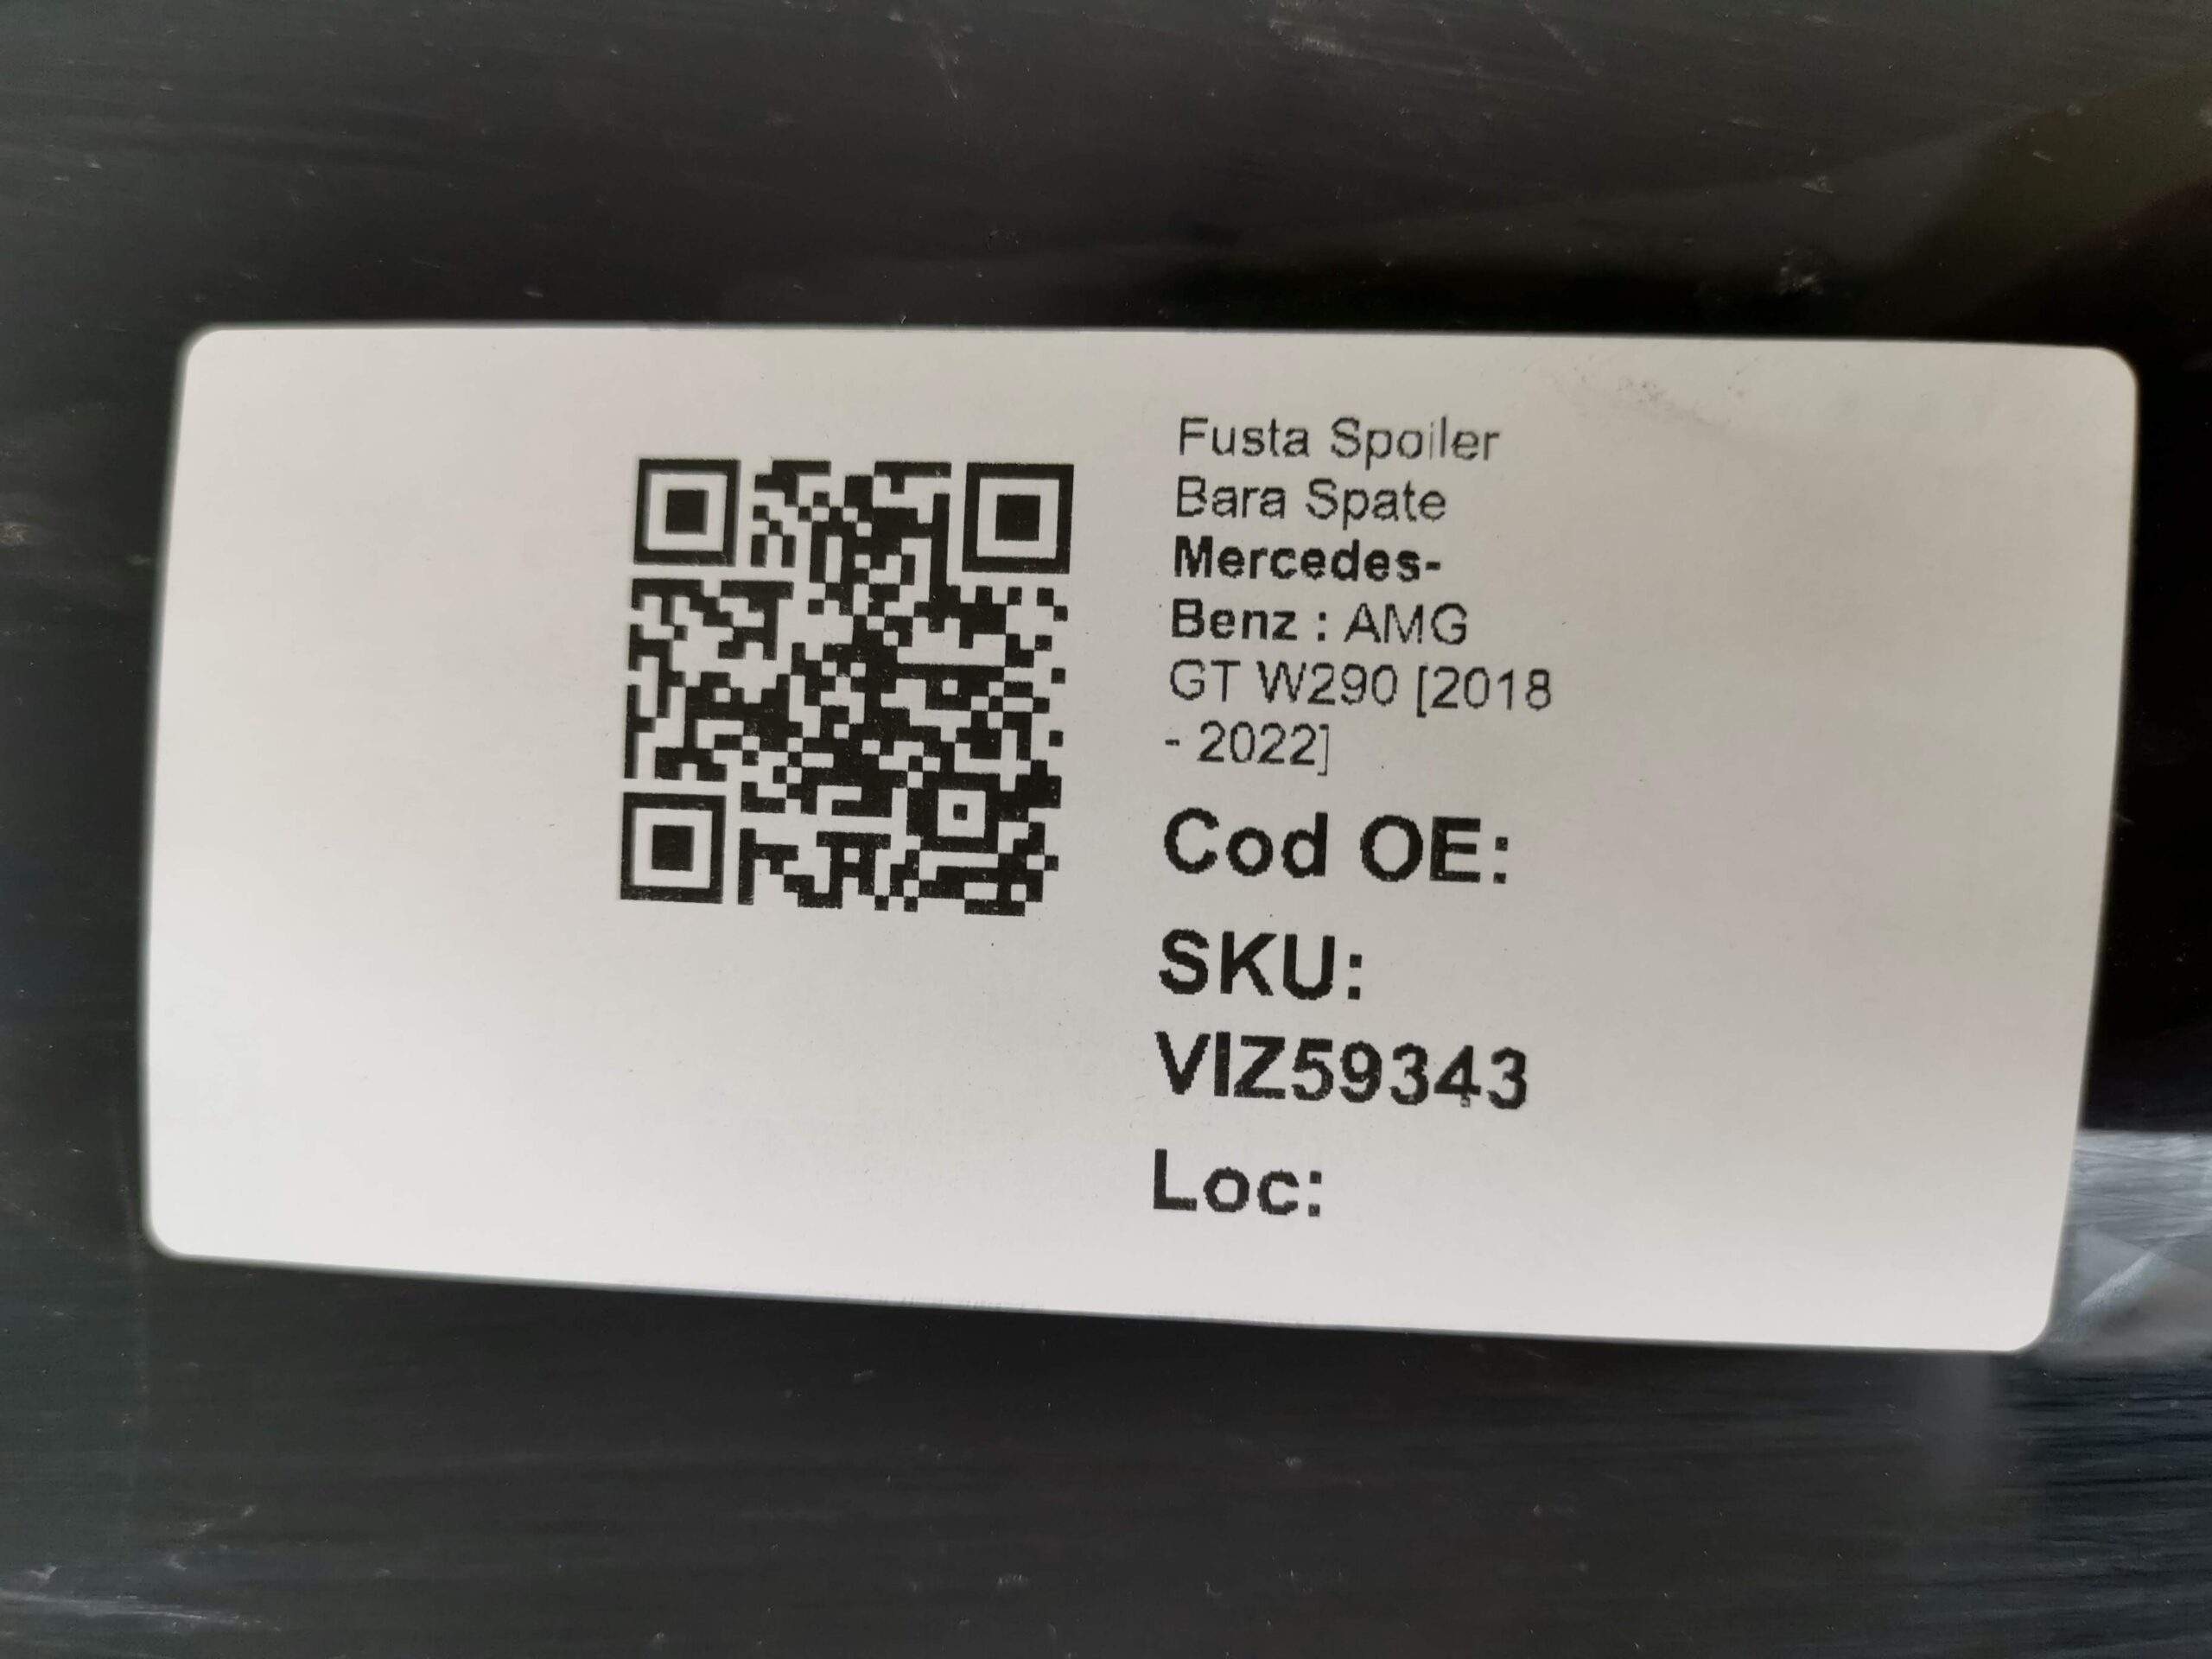 Fusta Spoiler
Bara Spate
Mercedes-
Benz : AMG
GT W290 [2018
- 2022]
Cod OE:
SKU:
VIZ59343
Loc: